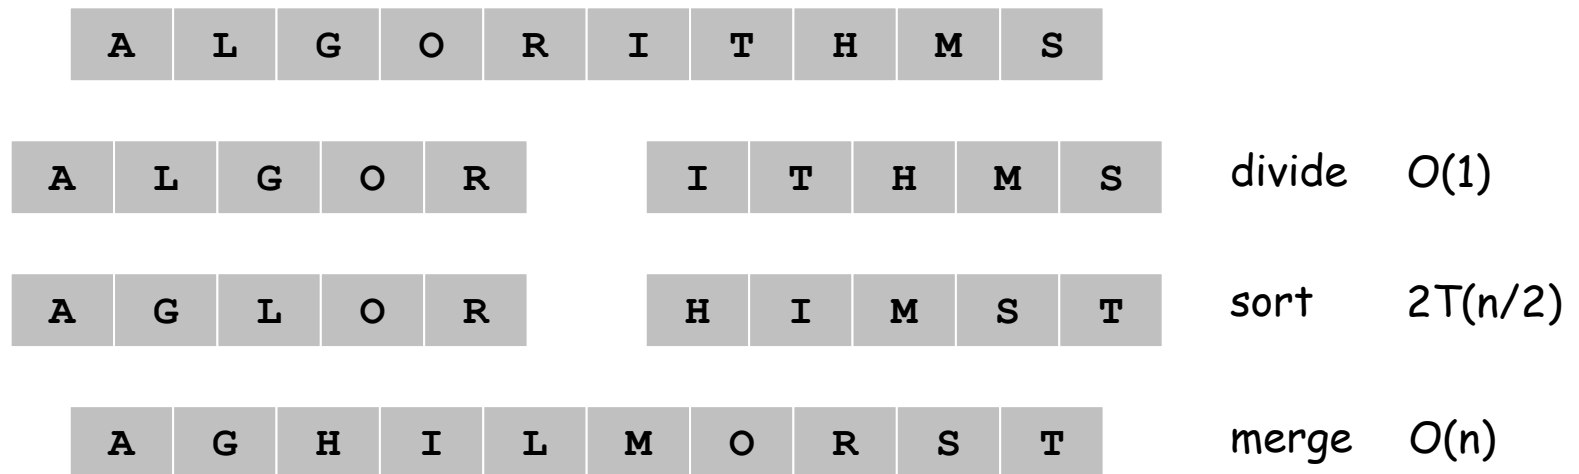 A L G O R I T H M S
A L G O R I T H M S divide O(1)
A G L O R H I M S T sort 2T(n/2)
A G H I L M O R S T merge O(n)